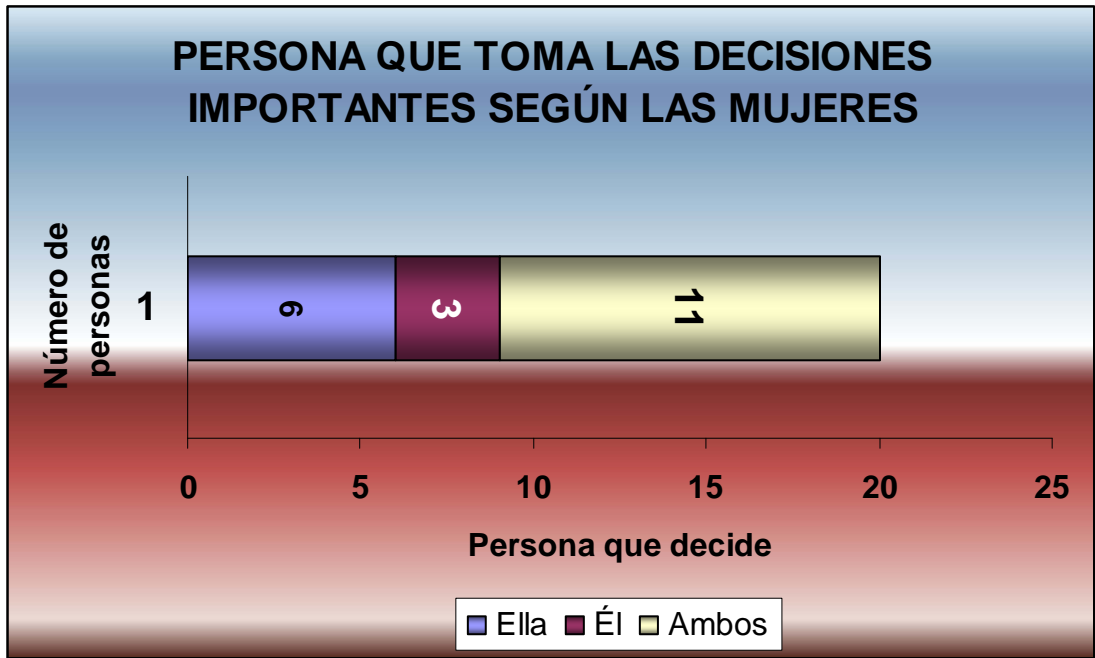 PERSONA QUE TOMA LAS DECISIONES
IMPORTANTES SEGÚN LAS MUJERES
Número de
personas
1
6
3
11
0 5 10 15 20 25
Persona que decide
Ella Él Ambos